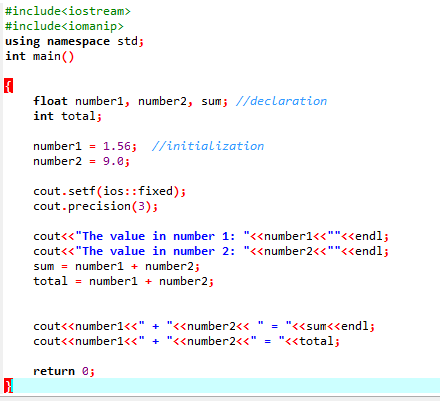 #include<iostream>
#include<iomanip>
using namespace std;
int main()
{
float number1, number2, sum; //declaration
int total;
number1 = 1.56;  //initialization
number2 = 9.0;
cout.setf(ios::fixed);
cout.precision(3);
cout<<"The value in number 1: "<<number1<<""<<endl;
cout<<"The value in number 2: "<<number2<<""<<endl;
sum = number1 + number2;
total = number1 + number2;
cout<<number1<<" + "<<number2<< " = "<<sum<<endl;
cout<<number1<<" + "<<number2<<" = "<<total;
return 0;
}